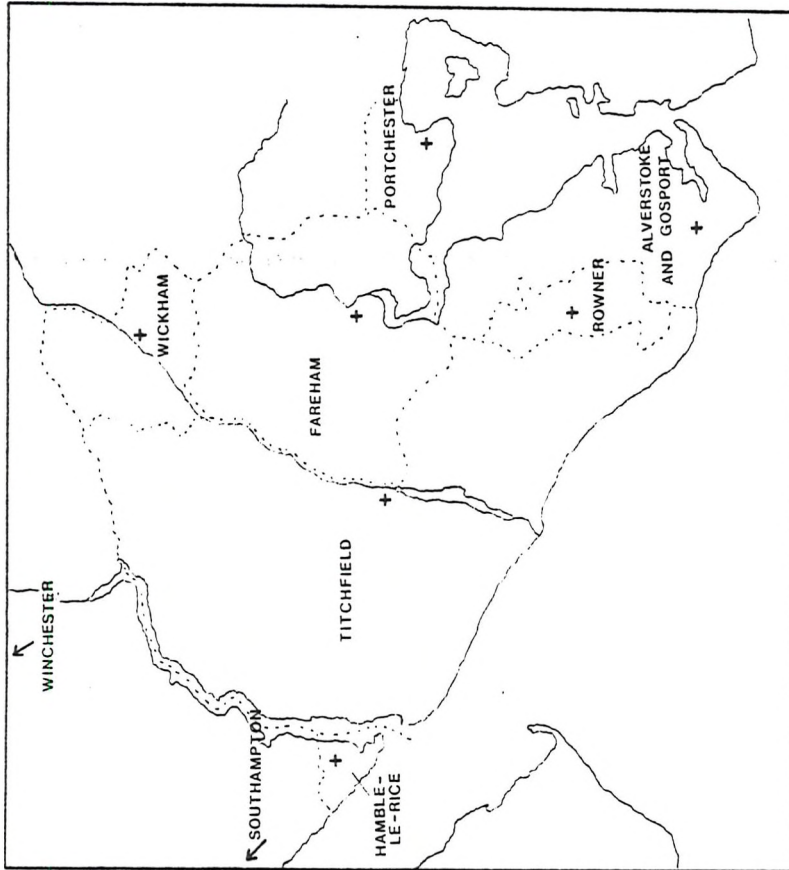 WINCHESTER
SOUTHAMPTON
HAMBLE-
LE-RICE
TITCHFIELD
FAREHAM
WICKHAM
PORTCHESTER
ROWNER
ALVERSTOKE
AND GOSPORT